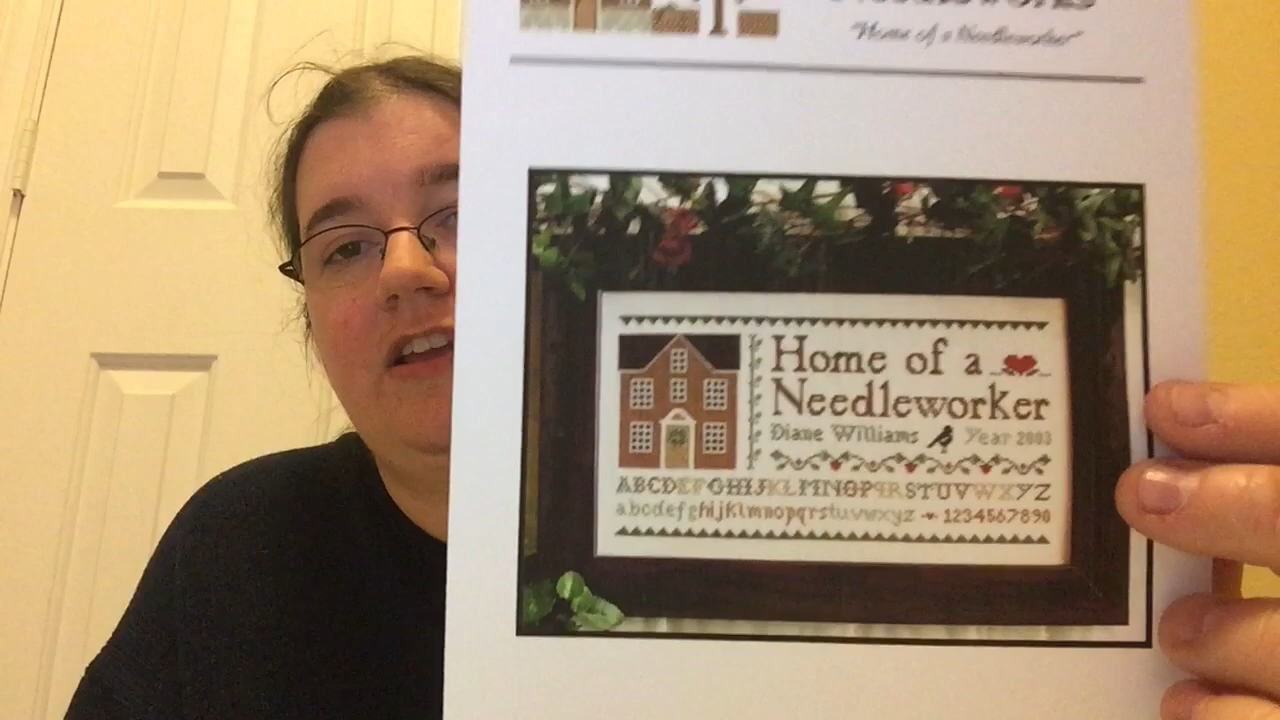 "Home of a Needleworker"
Home of a
Needleworker
Diane Williams Year 2003
ABCDEFGHIJKLMNOPQRSTUVWXYZ
abcdefghijklmnopqrstuvwxyz 1234567890